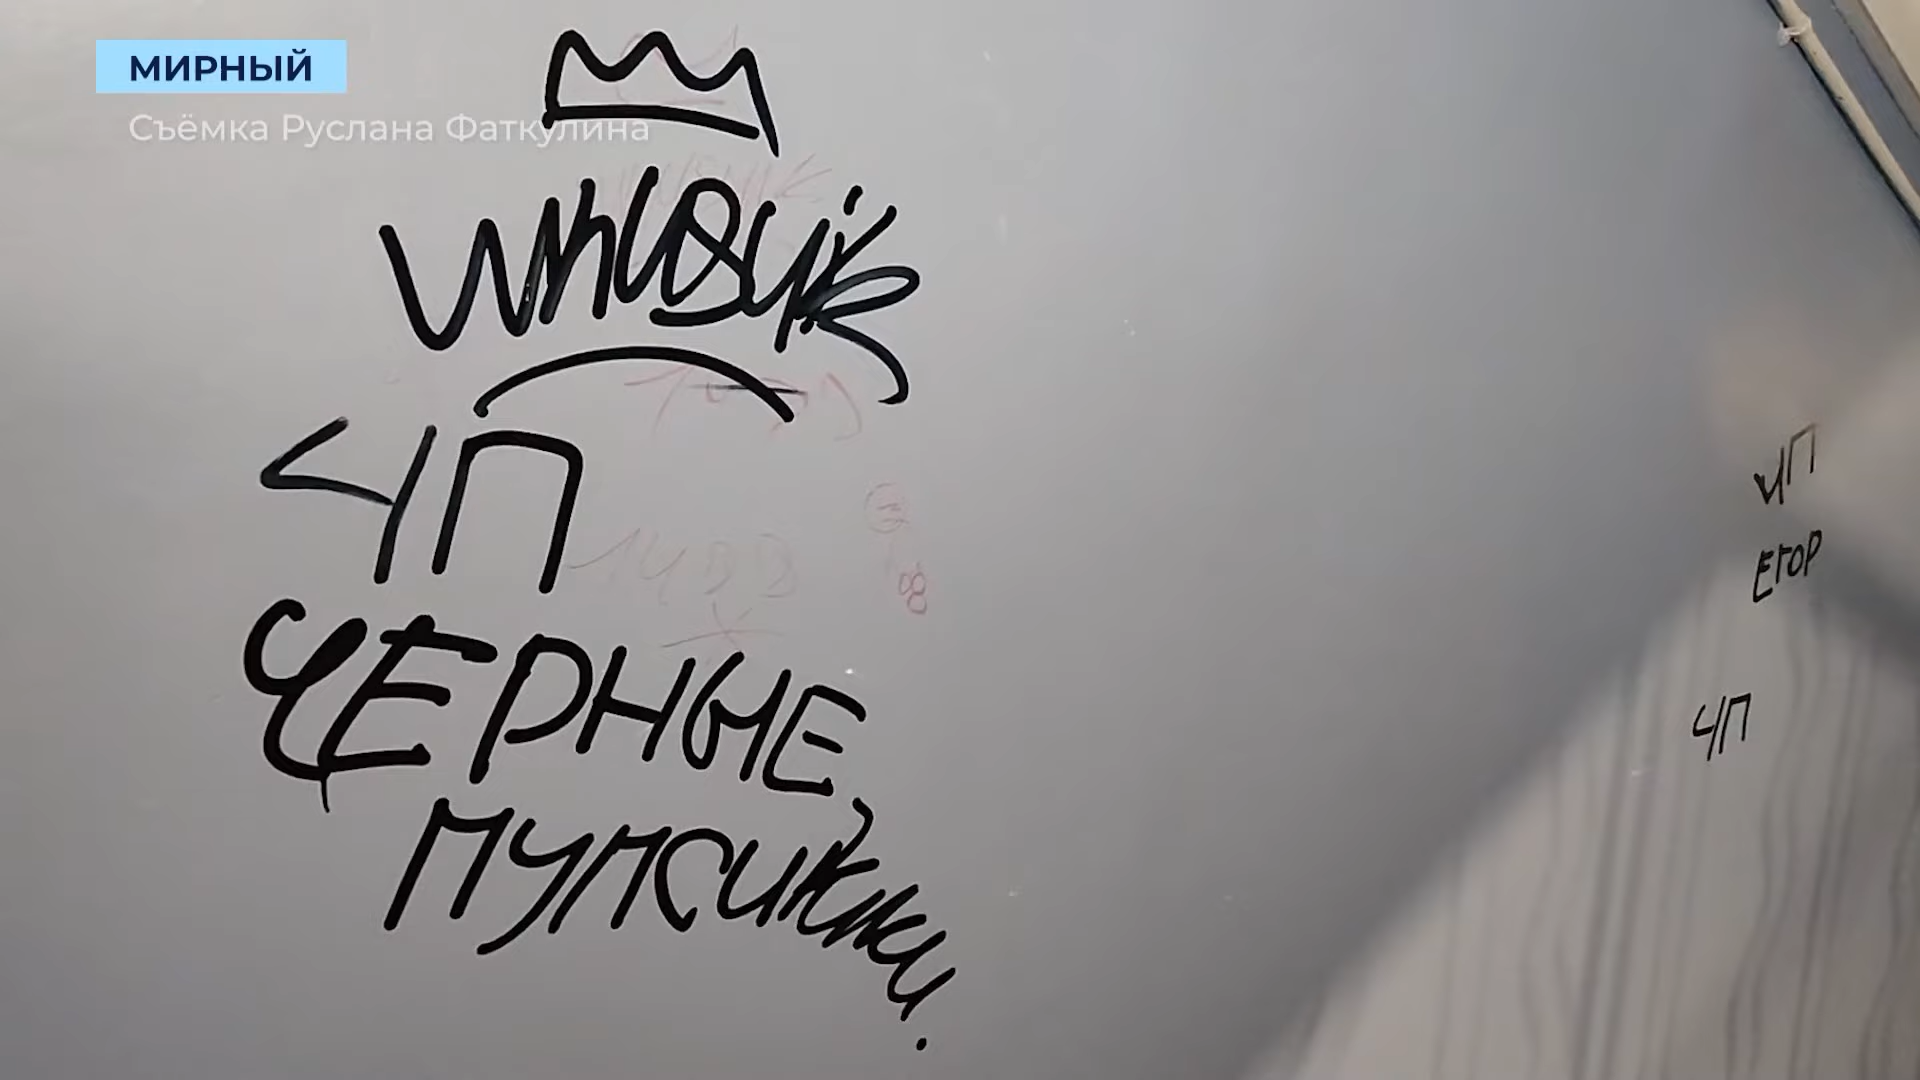 МИРНЫЙ
Съёмка Руслана Фаткулина
ЧП
ЧЕРНЫЕ
ПУПСИКИ.
ЧП
ЕГОР
ЧП